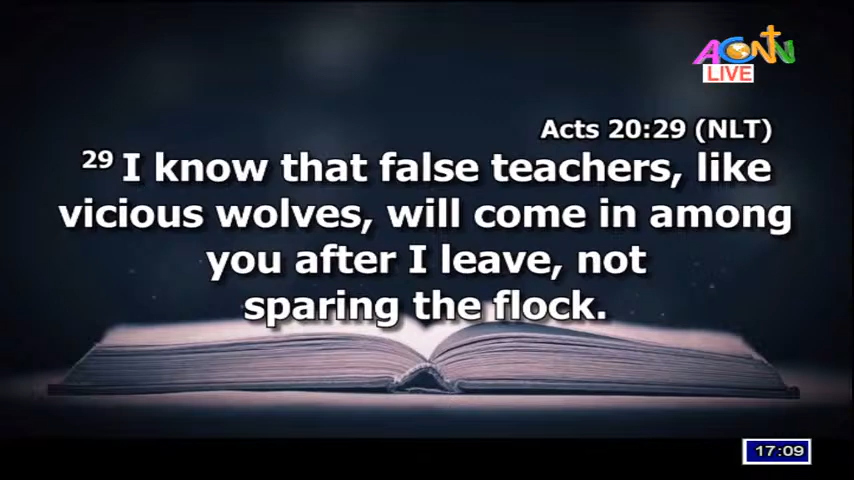 ACNN
LIVE
Acts 20:29 (NLT)
29 I know that false teachers, like
vicious wolves, will come in among
you after I leave, not
sparing the flock.
17:09